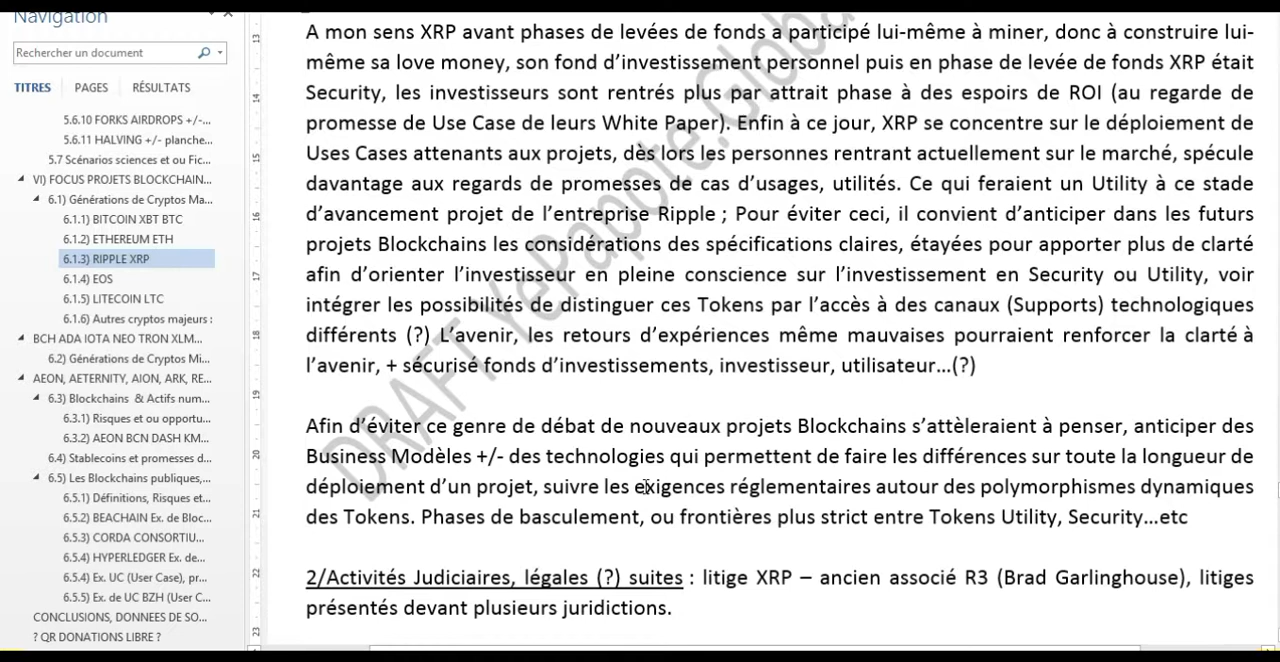 Navigation
Rechercher un document
TITRES PAGES RÉSULTATS
5.6.10 FORKS AIRDROPS +/-...
5.6.11 HALVING +/- planche...
5.7 Scénarios sciences et ou Fic...
VI) FOCUS PROJETS BLOCKCHAIN...
6.1) Générations de Cryptos Ma...
6.1.1) BITCOIN XBT BTC
6.1.2) ETHEREUM ETH
6.1.3) RIPPLE XRP
6.1.4) EOS
6.1.5) LITECOIN LTC
6.1.6) Autres cryptos majeurs :
BCH ADA IOTA NEO TRON XLM...
6.2) Générations de Cryptos Mi...
AEON, AETERNITY, AION, ARK, RE...
6.3) Blockchains & Actifs num...
6.3.1) Risques et ou opportu...
6.3.2) AEON BCN DASH KM...
6.4) Stablecoins et promesses d...
6.5) Les Blockchains publiques,...
6.5.1) Définitions, Risques et...
6.5.2) BEACHAIN Ex. de Bloc...
6.5.3) CORDA CONSORTIU...
6.5.4) HYPERLEDGER Ex. de...
6.5.4) Ex. UC (User Case), pr...
6.5.5) Ex. de UC BZH (User C...
CONCLUSIONS, DONNEES DE SO...
? QR DONATIONS LIBRE ?
13
14
15
16
17
18
19
20
21
22
23
A mon sens XRP avant phases de levées de fonds a participé lui-même à miner, donc à construire lui-
même sa love money, son fond d'investissement personnel puis en phase de levée de fonds XRP était
Security, les investisseurs sont rentrés plus par attrait phase à des espoirs de ROI (au regarde de
promesse de Use Case de leurs White Paper). Enfin à ce jour, XRP se concentre sur le déploiement de
Uses Cases attenants aux projets, dès lors les personnes rentrant actuellement sur le marché, spécule
davantage aux regards de promesses de cas d'usages, utilités. Ce qui feraient un Utility à ce stade
d'avancement projet de l'entreprise Ripple ; Pour éviter ceci, il convient d'anticiper dans les futurs
projets Blockchains les considérations des spécifications claires, étayées pour apporter plus de clarté
afin d'orienter l'investisseur en pleine conscience sur l'investissement en Security ou Utility, voir
intégrer les possibilités de distinguer ces Tokens par l'accès à des canaux (Supports) technologiques
différents (?) L'avenir, les retours d'expériences même mauvaises pourraient renforcer la clarté à
l'avenir, + sécurisé fonds d'investissements, investisseur, utilisateur...(?)
Afin d'éviter ce genre de débat de nouveaux projets Blockchains s'attèleraient à penser, anticiper des
Business Modèles +/- des technologies qui permettent de faire les différences sur toute la longueur de
déploiement d'un projet, suivre les exigences réglementaires autour des polymorphismes dynamiques
des Tokens. Phases de basculement, ou frontières plus strict entre Tokens Utility, Security...etc
2/Activités Judiciaires, légales (?) suites : litige XRP – ancien associé R3 (Brad Garlinghouse), litiges
présentés devant plusieurs juridictions.
DRAFT YePapote.Global